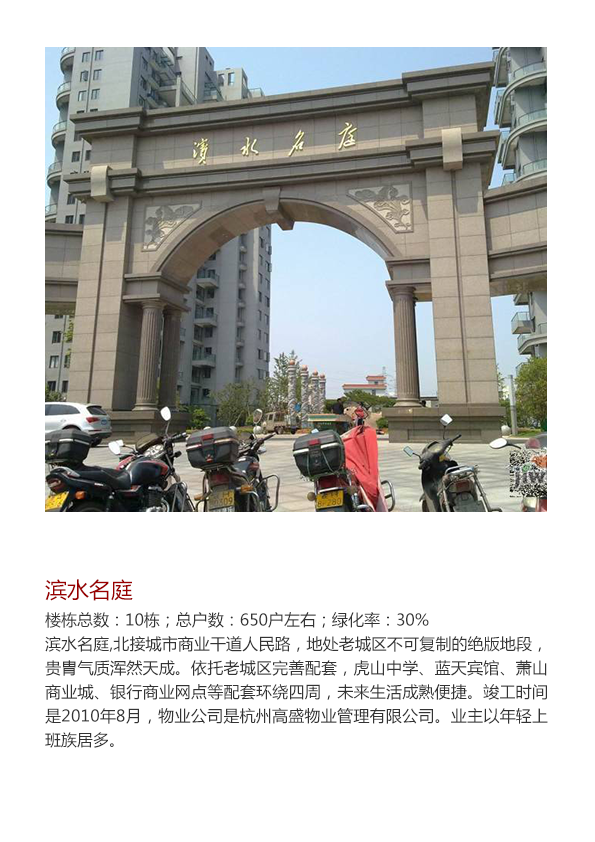 濱水名庭
滨水名庭
楼栋总数：10栋；总户数：650户左右；绿化率：30%
滨水名庭,北接城市商业干道人民路，地处老城区不可复制的绝版地段，
贵胄气质浑然天成。依托老城区完善配套，虎山中学、蓝天宾馆、萧山
商业城、银行商业网点等配套环绕四周，未来生活成熟便捷。竣工时间
是2010年8月，物业公司是杭州高盛物业管理有限公司。业主以年轻上
班族居多。